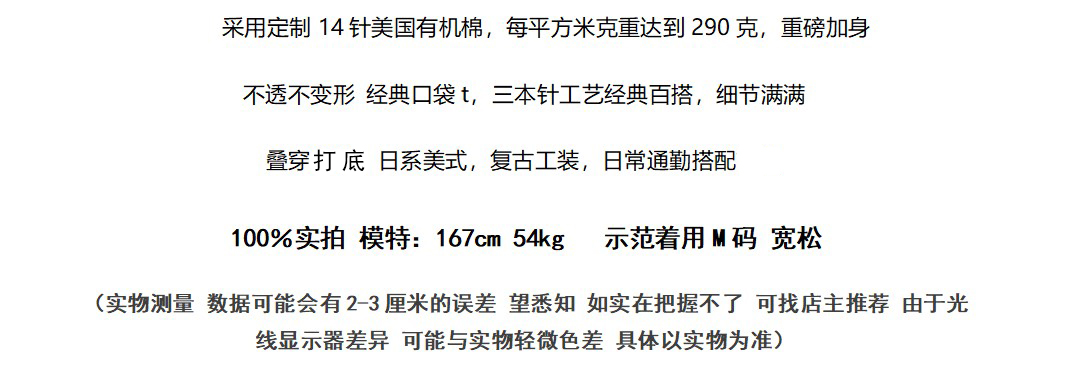 采用定制 14 针美国有机棉，每平方米克重达到 290 克，重磅加身
不透不变形 经典口袋 t，三本针工艺经典百搭，细节满满
叠穿 打 底 日系美式，复古工装，日常通勤搭配
100%实拍 模特：167cm 54kg 示范着用 M 码 宽松
（实物测量 数据可能会有 2-3 厘米的误差 望悉知 如实在把握不了 可找店主推荐 由于光
线显示器差异 可能与实物轻微色差 具体以实物为准）